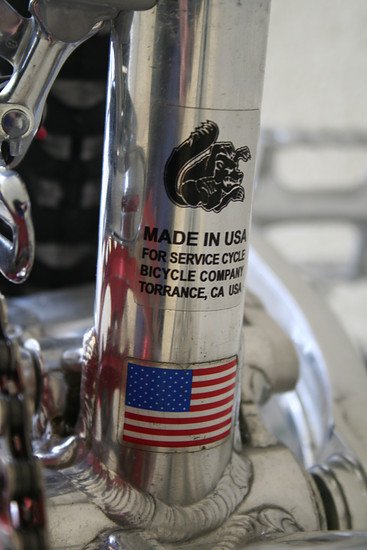 MADE IN USA
FOR SERVICE CYCLE
BICYCLE COMPANY
TORRANCE, CA USA